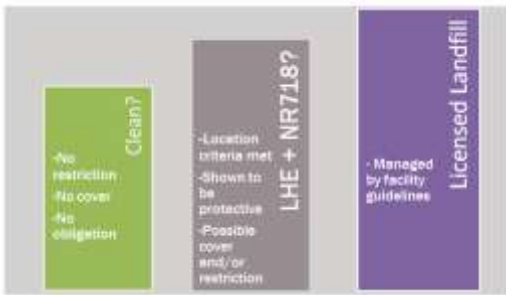 Clean?
-No
restriction
-No cover
-No
obligation
LHE + NR718?
-Location
criteria met
-Shown to
be
protective
-Possible
cover
and/or
restriction
Licensed Landfill
- Managed
by facility
guidelines